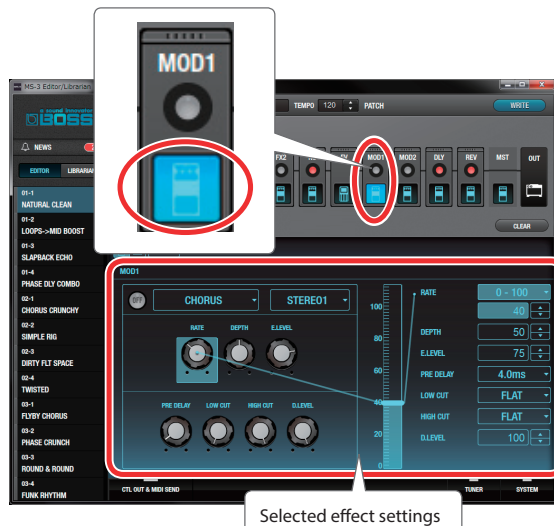 MOD1
MS-3 Editor/Librarian
a sound innovator
BOSS
TEMPO 120 PATCH
WRITE
NEWS
FX2
MOD1 MOD2 DLY REV MST OUT
EDITOR LIBRARIAN
CLEAR
01-1
NATURAL CLEAN
01-2
LOOPS->MID BOOST
01-3
SLAPBACK ECHO
01-4
PHASE DLY COMBO
02-1
CHORUS CRUNCHY
02-2
SIMPLE RIG
02-3
DIRTY FLT SPACE
02-4
TWISTED
03-1
FLYBY CHORUS
03-2
PHASE CRUNCH
03-3
ROUND & ROUND
03-4
FUNK RHYTHM
MOD1
OFF CHORUS STEREO1
RATE DEPTH E.LEVEL
PRE DELAY LOW CUT HIGH CUT D.LEVEL
100
80
60
40
20
0
RATE 0 - 100
40
DEPTH 50
E.LEVEL 75
PRE DELAY 4.0ms
LOW CUT FLAT
HIGH CUT FLAT
D.LEVEL 100
CTL OUT & MIDI SEND
TUNER SYSTEM
Selected effect settings